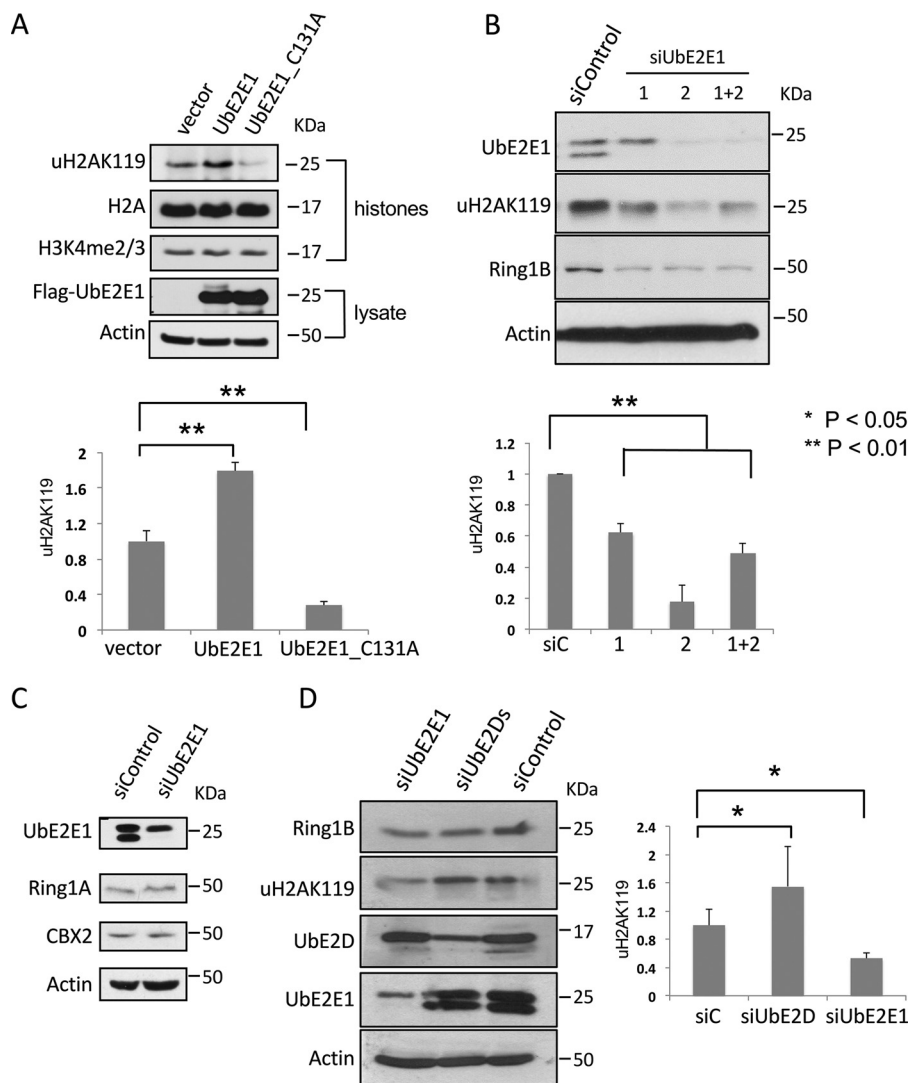 A
vector
UbE2E1
UbE2E1_C131A
KDa
uH2AK119
25
H2A
17
histones
H3K4me2/3
17
Flag-UbE2E1
25
lysate
Actin
50
**
**
2
1.6
1.2
0.8
0.4
0
uH2AK119
vector UbE2E1 UbE2E1_C131A
B
siControl
siUbE2E1
1 2 1+2
KDa
UbE2E1
25
uH2AK119
25
Ring1B
50
50
Actin
**
* P < 0.05
** P < 0.01
1.2
1
0.8
0.6
0.4
0.2
0
uH2AK119
siC 1 2 1+2
C
siControl
siUbE2E1
KDa
UbE2E1
25
Ring1A
50
CBX2
50
50
Actin
D
siUbE2E1
siUbE2Ds
siControl
KDa
Ring1B
25
uH2AK119
25
17
UbE2D
UbE2E1
25
Actin
50
*
*
2.4
2
1.6
1.2
0.8
0.4
0
uH2AK119
siC siUbE2D siUbE2E1